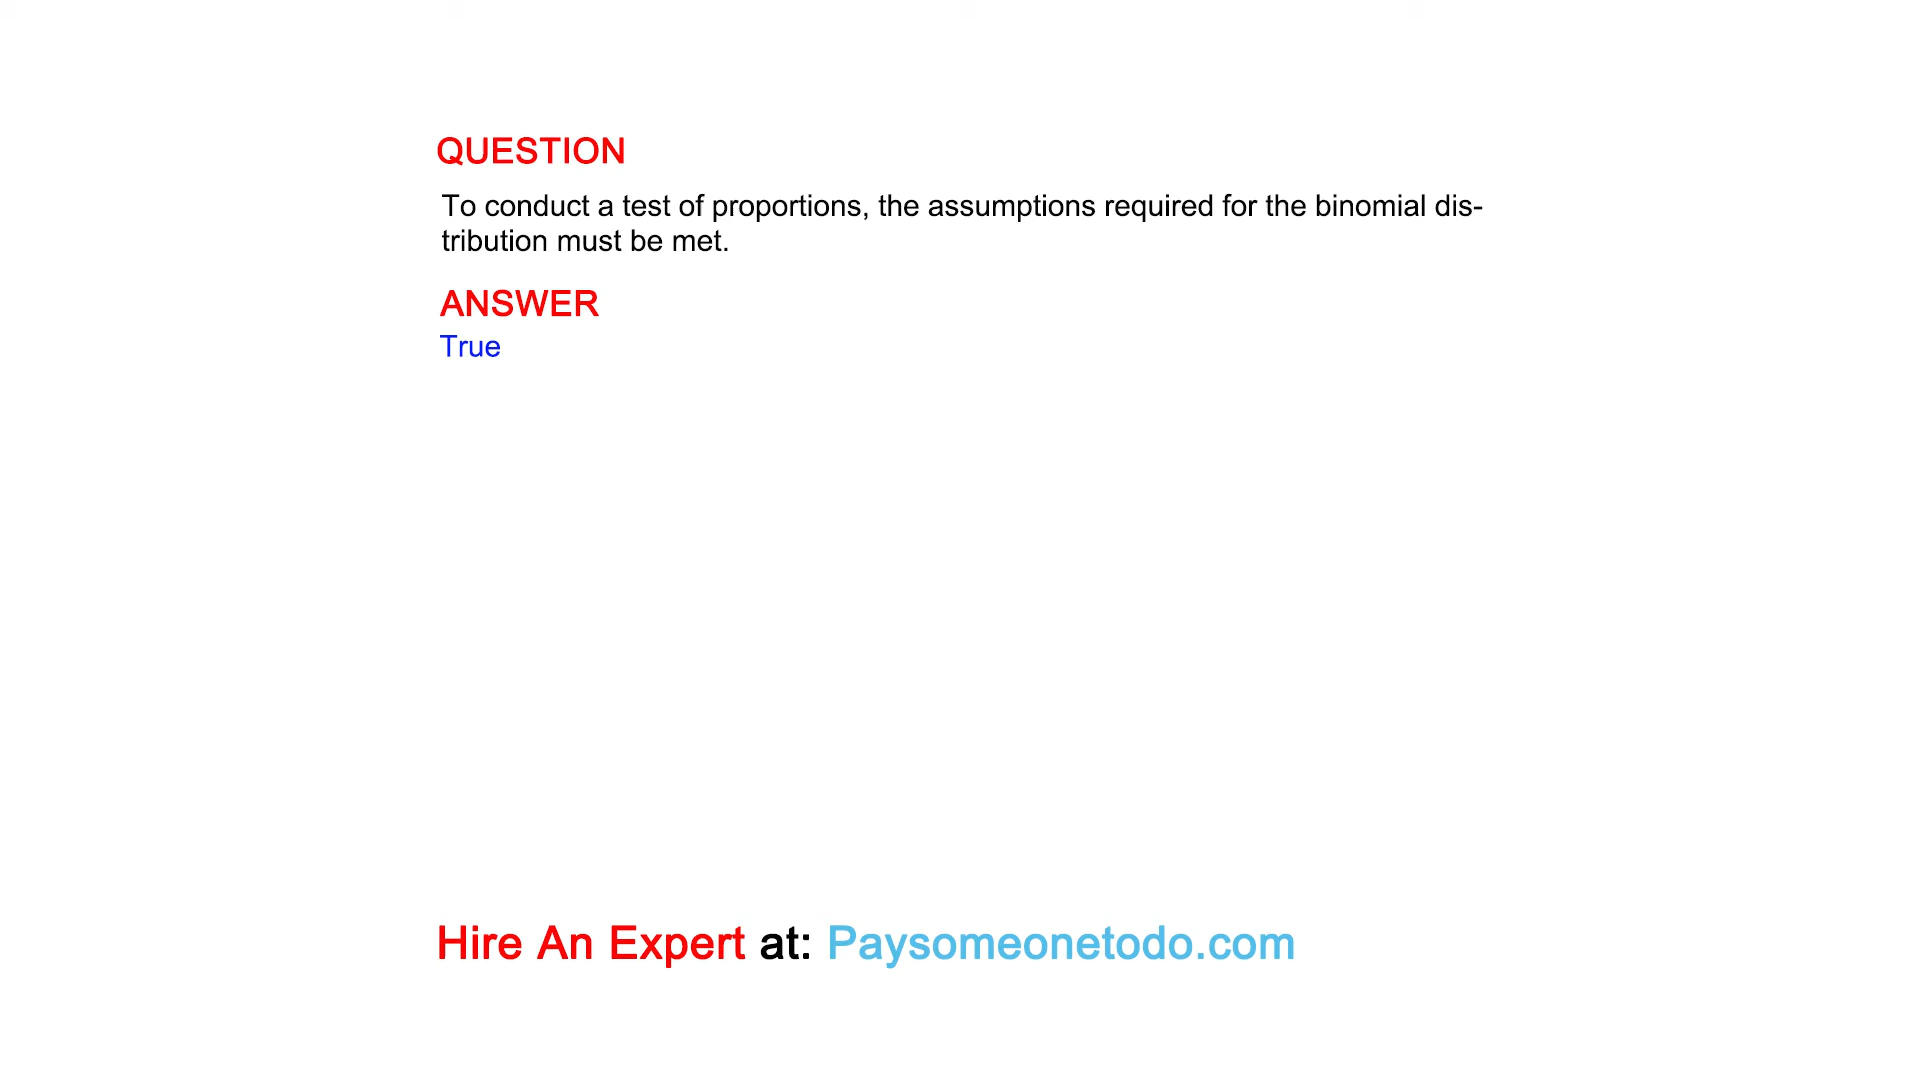 QUESTION
To conduct a test of proportions, the assumptions required for the binomial dis-
tribution must be met.
ANSWER
True
Hire An Expert at: Paysomeonetodo.com